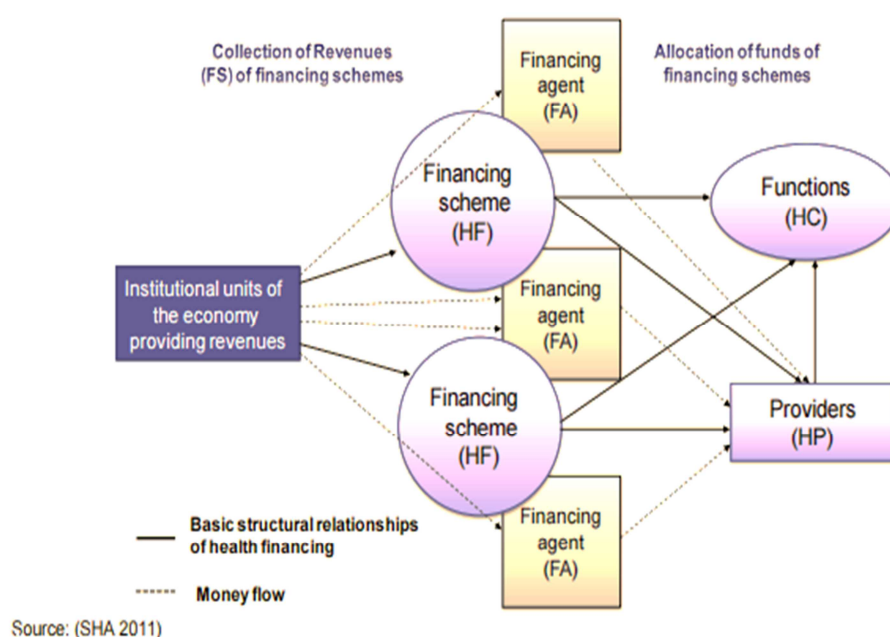 Collection of Revenues
(FS) of financing schemes
Financing
agent
(FA)
Allocation of funds of
financing schemes
Financing
scheme
(HF)
Functions
(HC)
Institutional units of
the economy
providing revenues
Financing
agent
(FA)
Financing
scheme
(HF)
Providers
(HP)
Financing
agent
(FA)
Basic structural relationships
of health financing
Money flow
Source: (SHA 2011)